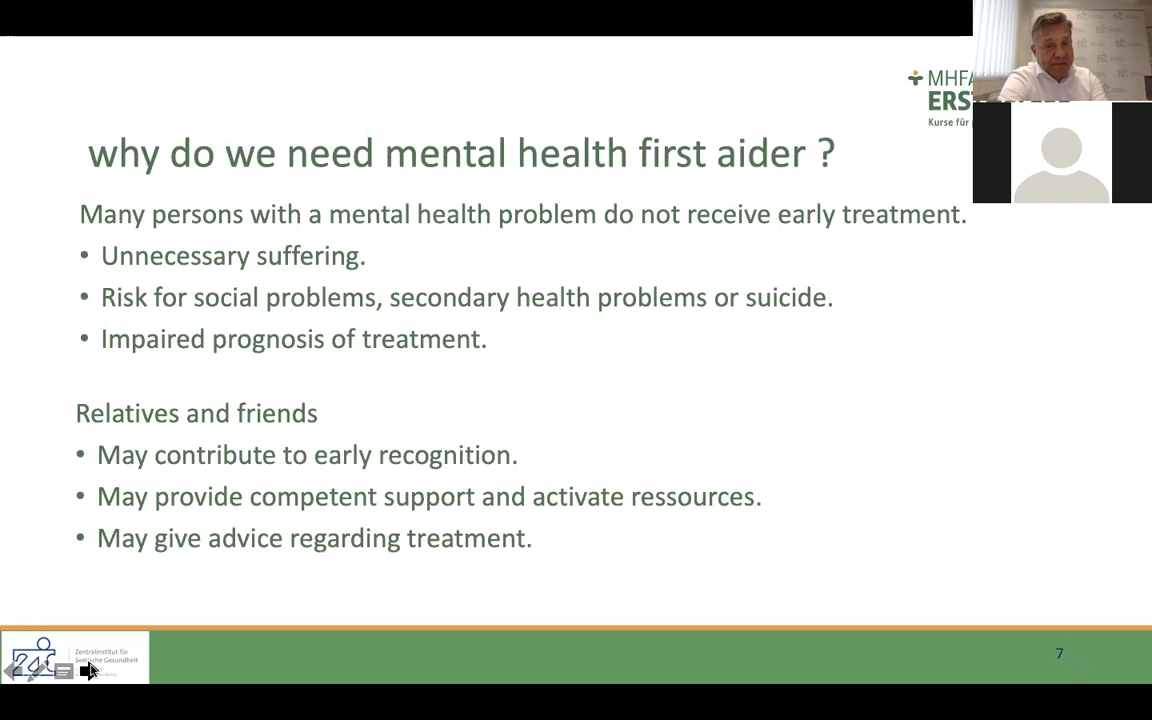 MHFA
ERS
Kurse für
why do we need mental health first aider ?
Many persons with a mental health problem do not receive early treatment.
• Unnecessary suffering.
• Risk for social problems, secondary health problems or suicide.
• Impaired prognosis of treatment.
Relatives and friends
• May contribute to early recognition.
• May provide competent support and activate ressources.
• May give advice regarding treatment.
Zentralinstitut für
Seelische Gesundheit
7